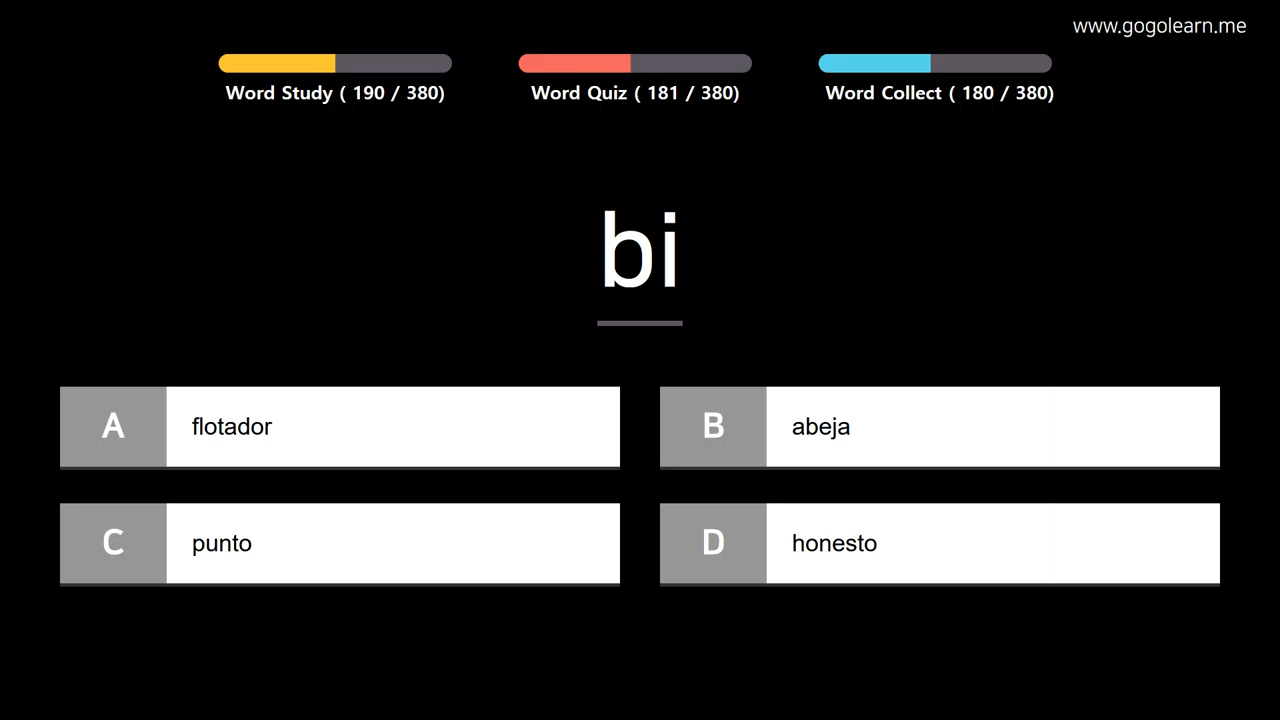 www.gogolearn.me
Word Study ( 190 / 380)
Word Quiz ( 181 / 380)
Word Collect ( 180 / 380)
bi
A flotador
B abeja
C punto
D honesto